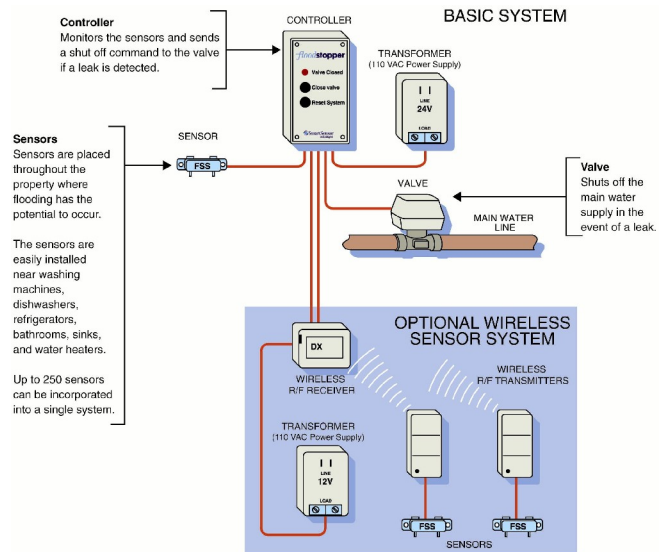 BASIC SYSTEM
Controller
Monitors the sensors and sends
a shut off command to the valve
if a leak is detected.
CONTROLLER
floodstopper
Valve Closed
Close valve
Reset System
SmartSense
TRANSFORMER
(110 VAC Power Supply)
LINE
24V
LOAD
Sensors
Sensors are placed
throughout the
property where
flooding has the
potential to occur.
The sensors are
easily installed
near washing
machines,
dishwashers,
refrigerators,
bathrooms, sinks,
and water heaters.
Up to 250 sensors
can be incorporated
into a single system.
SENSOR
FSS
VALVE
MAIN WATER
LINE
Valve
Shuts off the
main water
supply in the
event of a leak.
OPTIONAL WIRELESS
SENSOR SYSTEM
DX
WIRELESS
R/F RECEIVER
WIRELESS
R/F TRANSMITTERS
TRANSFORMER
(110 VAC Power Supply)
LINE
12V
LOAD
FSS
FSS
SENSORS